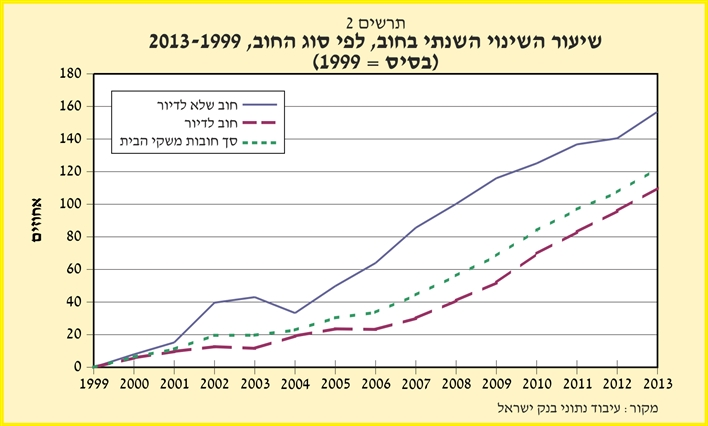 תרשים 2
שיעור השינוי השנתי בחוב, לפי סוג החוב, 2013-1999
(בסיס = 1999)
אחוזים
180
160
140
120
100
80
60
40
20
0
חוב שלא לדיור
חוב לדיור
סך חובות משקי הבית
1999 2000 2001 2002 2003 2004 2005 2006 2007 2008 2009 2010 2011 2012 2013
מקור: עיבוד נתוני בנק ישראל